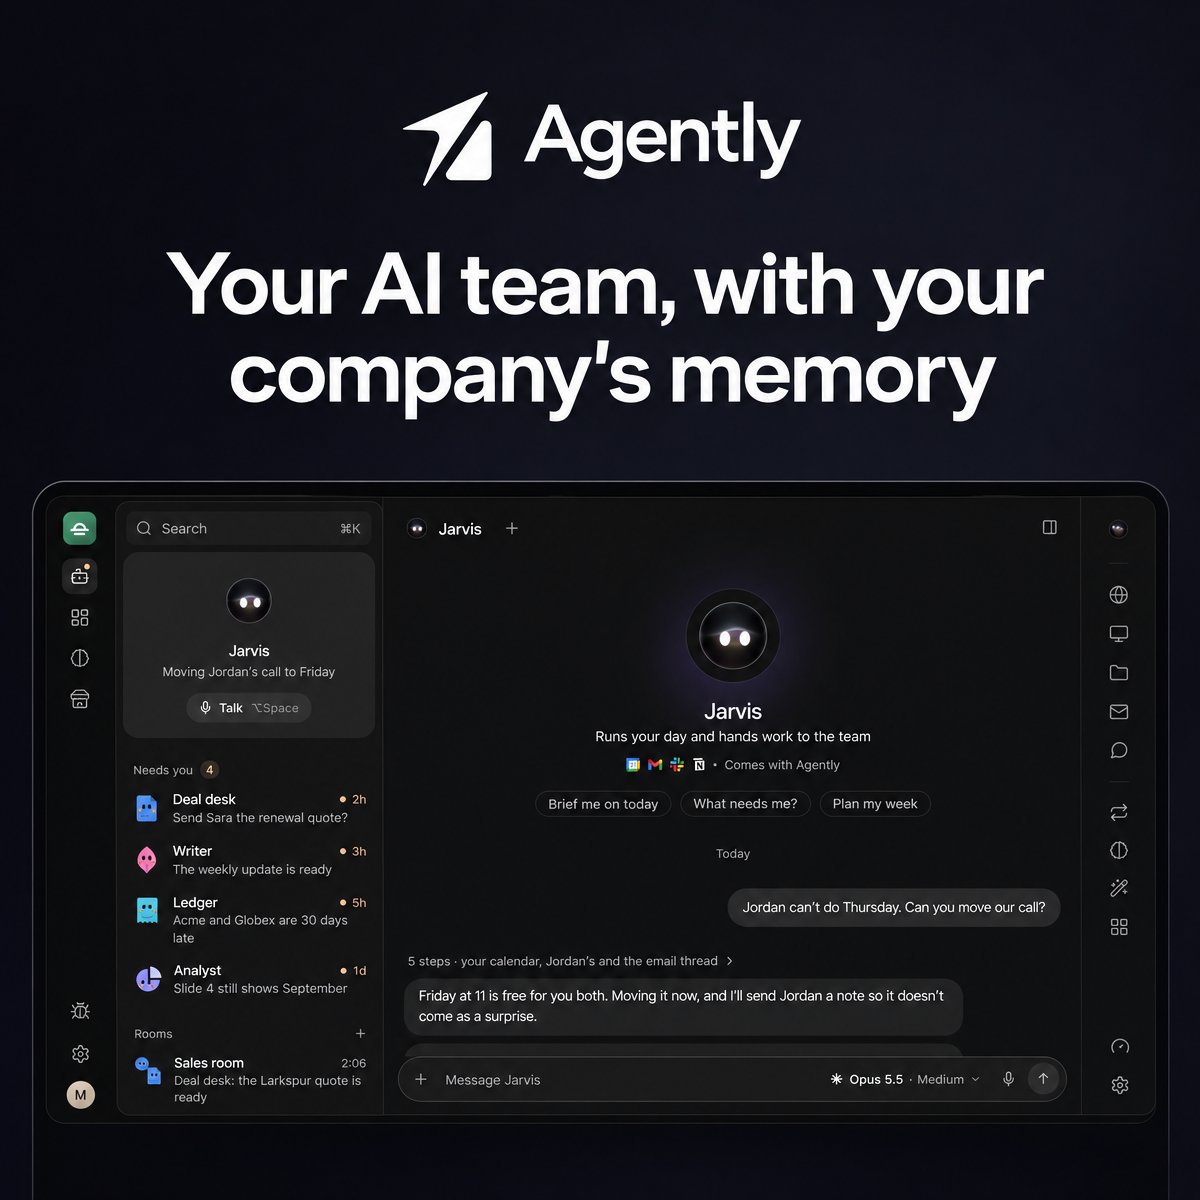 Agently
Your AI team, with your
company's memory
Search ⌘K
Jarvis
Moving Jordan's call to Friday
Talk ⌥Space
Needs you 4
Deal desk 2h
Send Sara the renewal quote?
Writer 3h
The weekly update is ready
Ledger 5h
Acme and Globex are 30 days
late
Analyst 1d
Slide 4 still shows September
Rooms +
Sales room 2:06
Deal desk: the Larkspur quote is
ready
M
Jarvis +
Jarvis
Runs your day and hands work to the team
31 N • Comes with Agently
Brief me on today What needs me? Plan my week
Today
Jordan can't do Thursday. Can you move our call?
5 steps · your calendar, Jordan's and the email thread >
Friday at 11 is free for you both. Moving it now, and I'll send Jordan a note so it doesn't
come as a surprise.
+ Message Jarvis Opus 5.5 · Medium